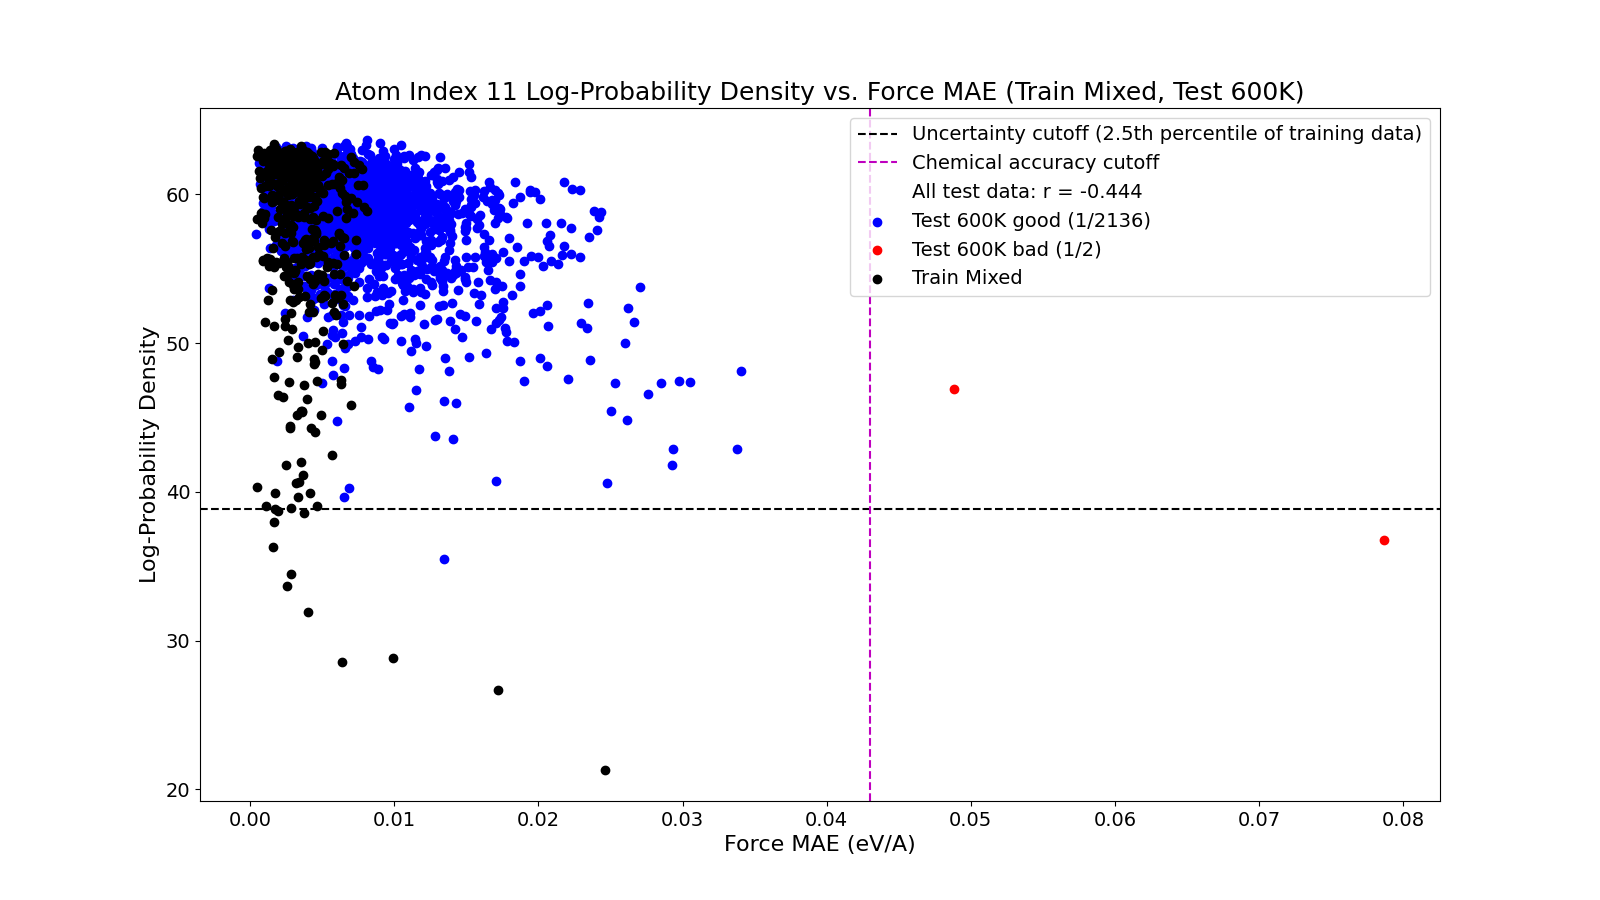 Atom Index 11 Log-Probability Density vs. Force MAE (Train Mixed, Test 600K)
Uncertainty cutoff (2.5th percentile of training data)
Chemical accuracy cutoff
All test data: r = -0.444
Test 600K good (1/2136)
Test 600K bad (1/2)
Train Mixed
Log-Probability Density
60
50
40
30
20
0.00 0.01 0.02 0.03 0.04 0.05 0.06 0.07 0.08
Force MAE (eV/A)